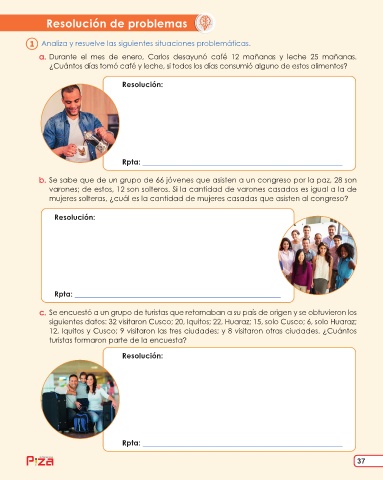 Resolución de problemas
1 Analiza y resuelve las siguientes situaciones problemáticas.
a. Durante el mes de enero, Carlos desayunó café 12 mañanas y leche 25 mañanas.
¿Cuántos días tomó café y leche, si todos los días consumió alguno de estos alimentos?
Resolución:
Rpta:
b. Se sabe que de un grupo de 66 jóvenes que asisten a un congreso por la paz, 28 son
varones; de estos, 12 son solteros. Si la cantidad de varones casados es igual a la de
mujeres solteras, ¿cuál es la cantidad de mujeres casadas que asisten al congreso?
Resolución:
Rpta:
c. Se encuestó a un grupo de turistas que retornaban a su país de origen y se obtuvieron los
siguientes datos: 32 visitaron Cusco; 20, Iquitos; 22, Huaraz; 15, solo Cusco; 6, solo Huaraz;
12, Iquitos y Cusco; 9 visitaron las tres ciudades; y 8 visitaron otras ciudades. ¿Cuántos
turistas formaron parte de la encuesta?
Resolución:
Rpta:
Piza
37